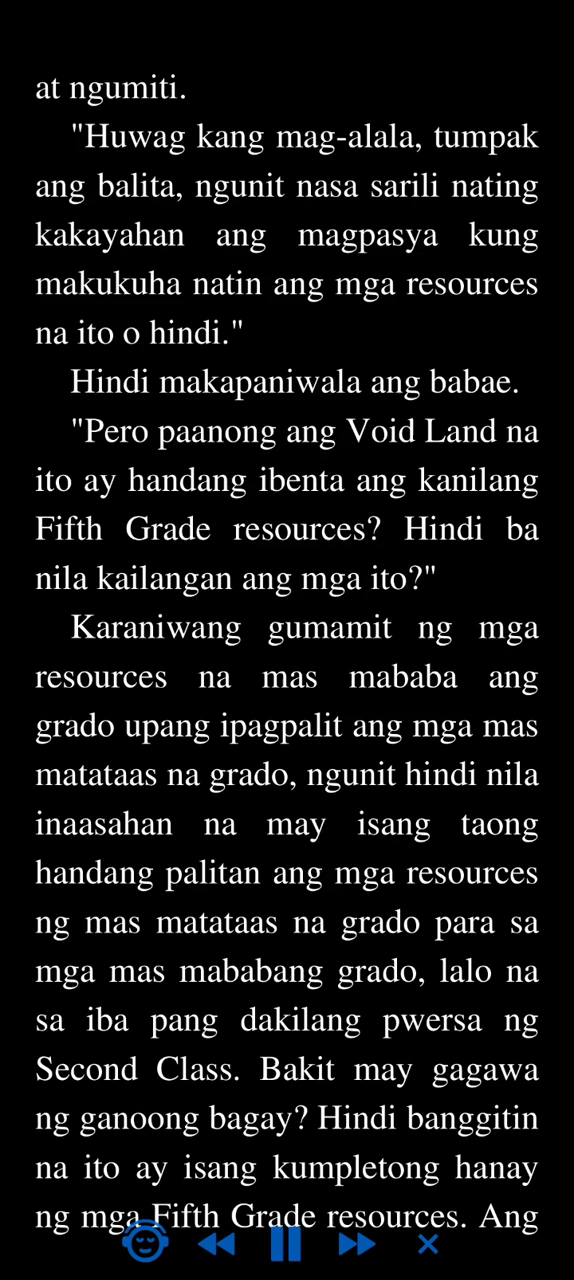 at ngumiti.
"Huwag kang mag-alala, tumpak
ang balita, ngunit nasa sarili nating
kakayahan ang magpasya kung
makukuha natin ang mga resources
na ito o hindi."
Hindi makapaniwala ang babae.
"Pero paanong ang Void Land na
ito ay handang ibenta ang kanilang
Fifth Grade resources? Hindi ba
nila kailangan ang mga ito?"
Karaniwang gumamit ng mga
resources na mas mababa ang
grado upang ipagpalit ang mga mas
matataas na grado, ngunit hindi nila
inaasahan na may isang taong
handang palitan ang mga resources
ng mas matataas na grado para sa
mga mas mababang grado, lalo na
sa iba pang dakilang pwersa ng
Second Class. Bakit may gagawa
ng ganoong bagay? Hindi banggitin
na ito ay isang kumpletong hanay
ng mga Fifth Grade resources. Ang